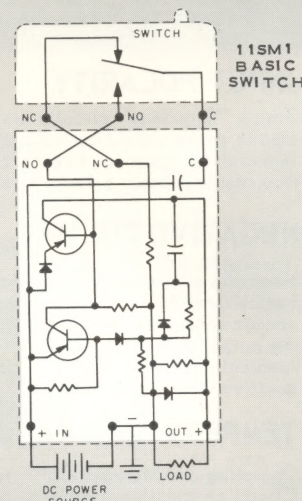 SWITCH
11SM1
BASIC
SWITCH
NC
NO
C
NO
NC
C
+ IN
−
OUT +
DC POWER
SOURCE
LOAD